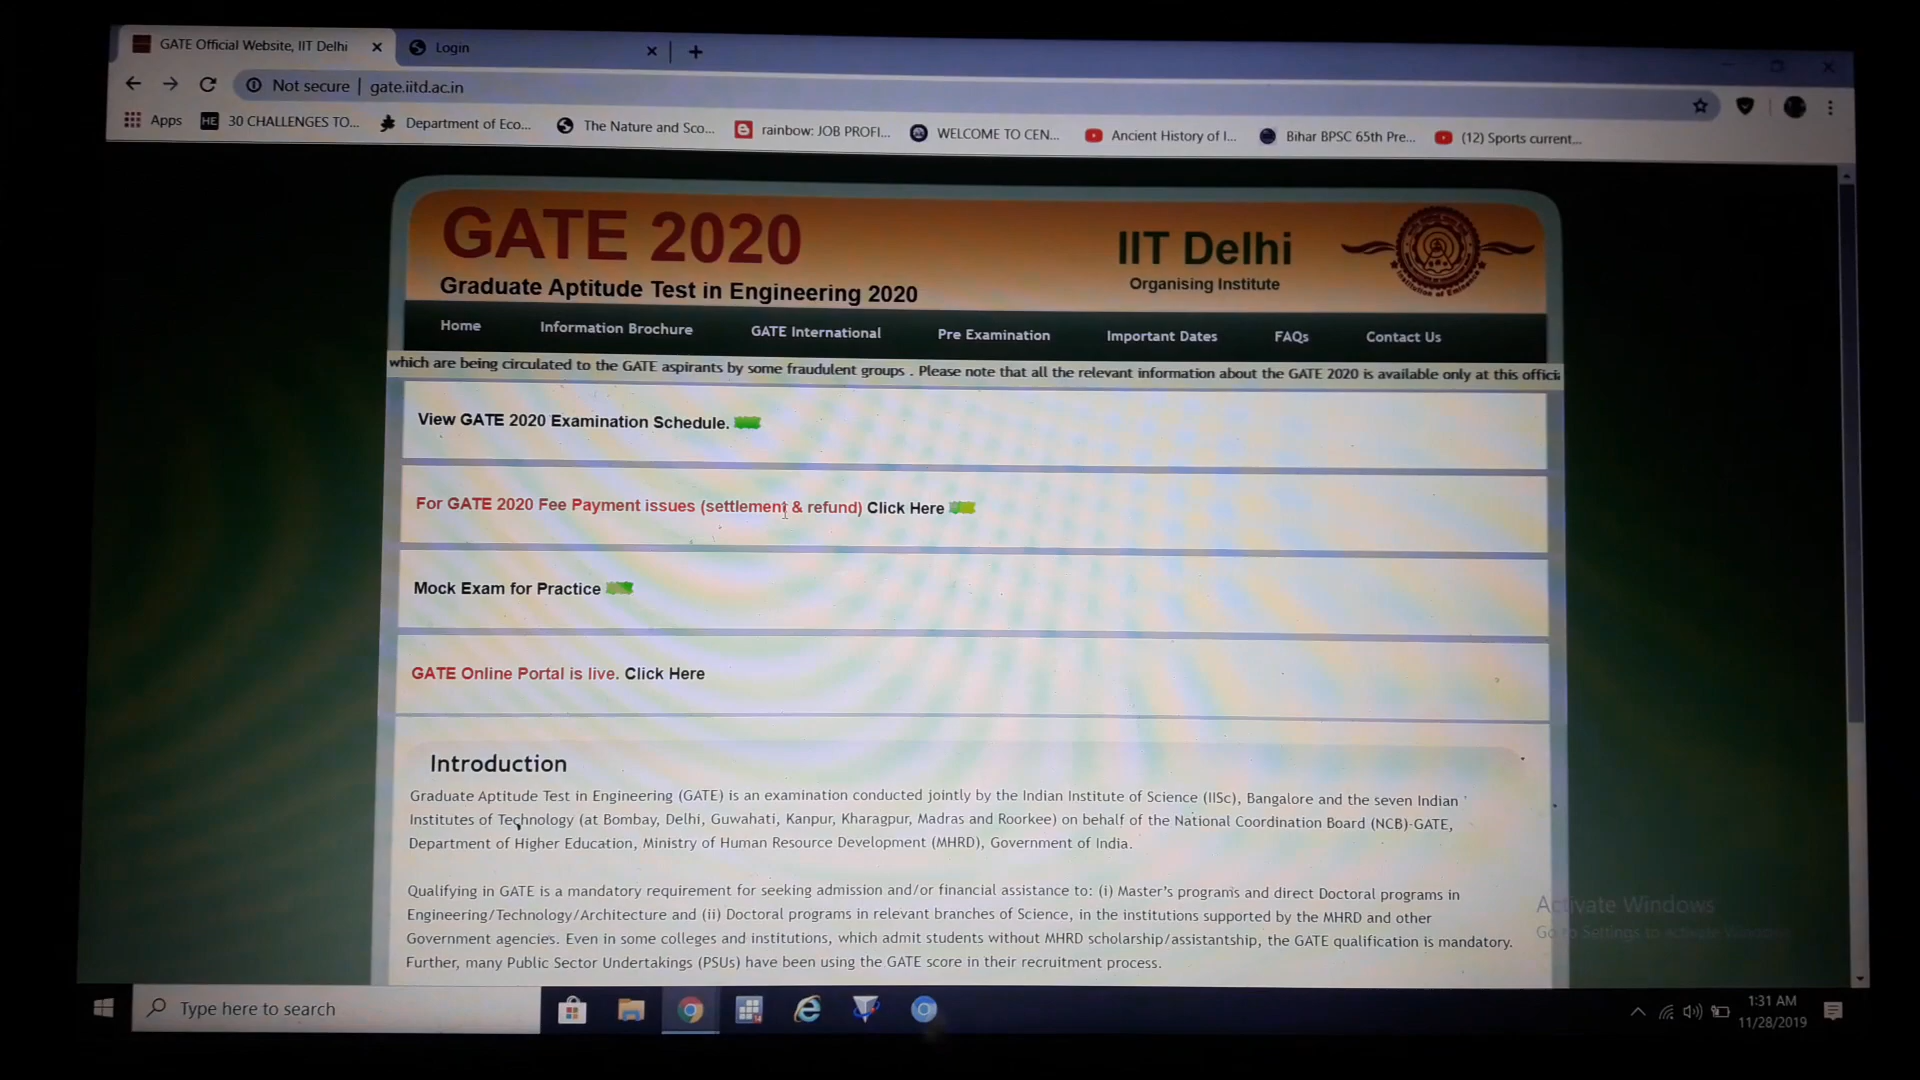 GATE Official Website, IIT Delhi
Login
Not secure | gate.iitd.ac.in
Apps
HE 30 CHALLENGES TO...
Department of Eco...
The Nature and Sco...
rainbow: JOB PROFI...
WELCOME TO CEN...
Ancient History of I...
Bihar BPSC 65th Pre...
(12) Sports current...
GATE 2020
Graduate Aptitude Test in Engineering 2020
IIT Delhi
Organising Institute
Home
Information Brochure
GATE International
Pre Examination
Important Dates
FAQs
Contact Us
which are being circulated to the GATE aspirants by some fraudulent groups . Please note that all the relevant information about the GATE 2020 is available only at this offici
View GATE 2020 Examination Schedule.
For GATE 2020 Fee Payment issues (settlement & refund) Click Here
Mock Exam for Practice
GATE Online Portal is live. Click Here
Introduction
Graduate Aptitude Test in Engineering (GATE) is an examination conducted jointly by the Indian Institute of Science (IISc), Bangalore and the seven Indian
Institutes of Technology (at Bombay, Delhi, Guwahati, Kanpur, Kharagpur, Madras and Roorkee) on behalf of the National Coordination Board (NCB)-GATE,
Department of Higher Education, Ministry of Human Resource Development (MHRD), Government of India.
Qualifying in GATE is a mandatory requirement for seeking admission and/or financial assistance to: (i) Master's programs and direct Doctoral programs in
Engineering/Technology/Architecture and (ii) Doctoral programs in relevant branches of Science, in the institutions supported by the MHRD and other
Government agencies. Even in some colleges and institutions, which admit students without MHRD scholarship/assistantship, the GATE qualification is mandatory.
Further, many Public Sector Undertakings (PSUs) have been using the GATE score in their recruitment process.
Activate Windows
Go to Settings to activate Windows.
Type here to search
1:31 AM
11/28/2019